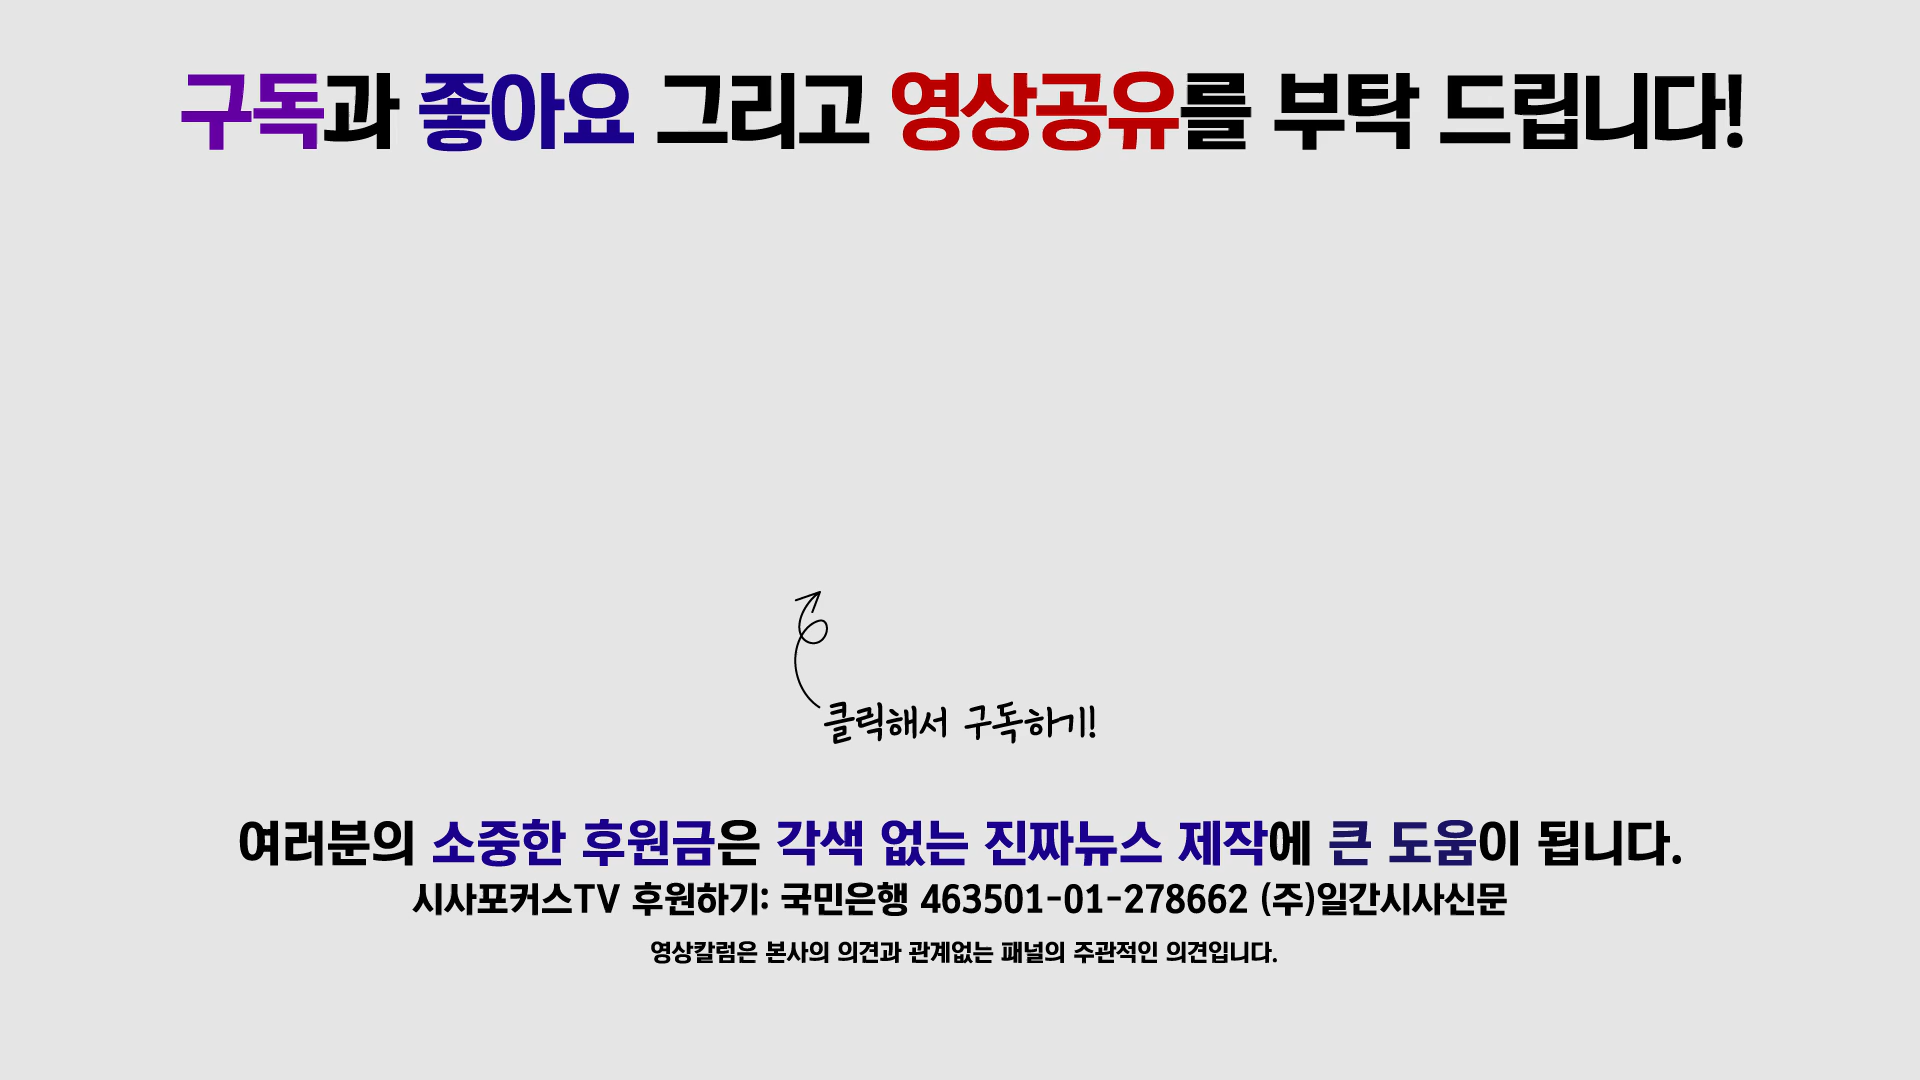 구독과 좋아요 그리고 영상공유를 부탁 드립니다!
클릭해서 구독하기!
여러분의 소중한 후원금은 각색 없는 진짜뉴스 제작에 큰 도움이 됩니다.
시사포커스TV 후원하기: 국민은행 463501-01-278662 (주)일간시사신문
영상칼럼은 본사의 의견과 관계없는 패널의 주관적인 의견입니다.